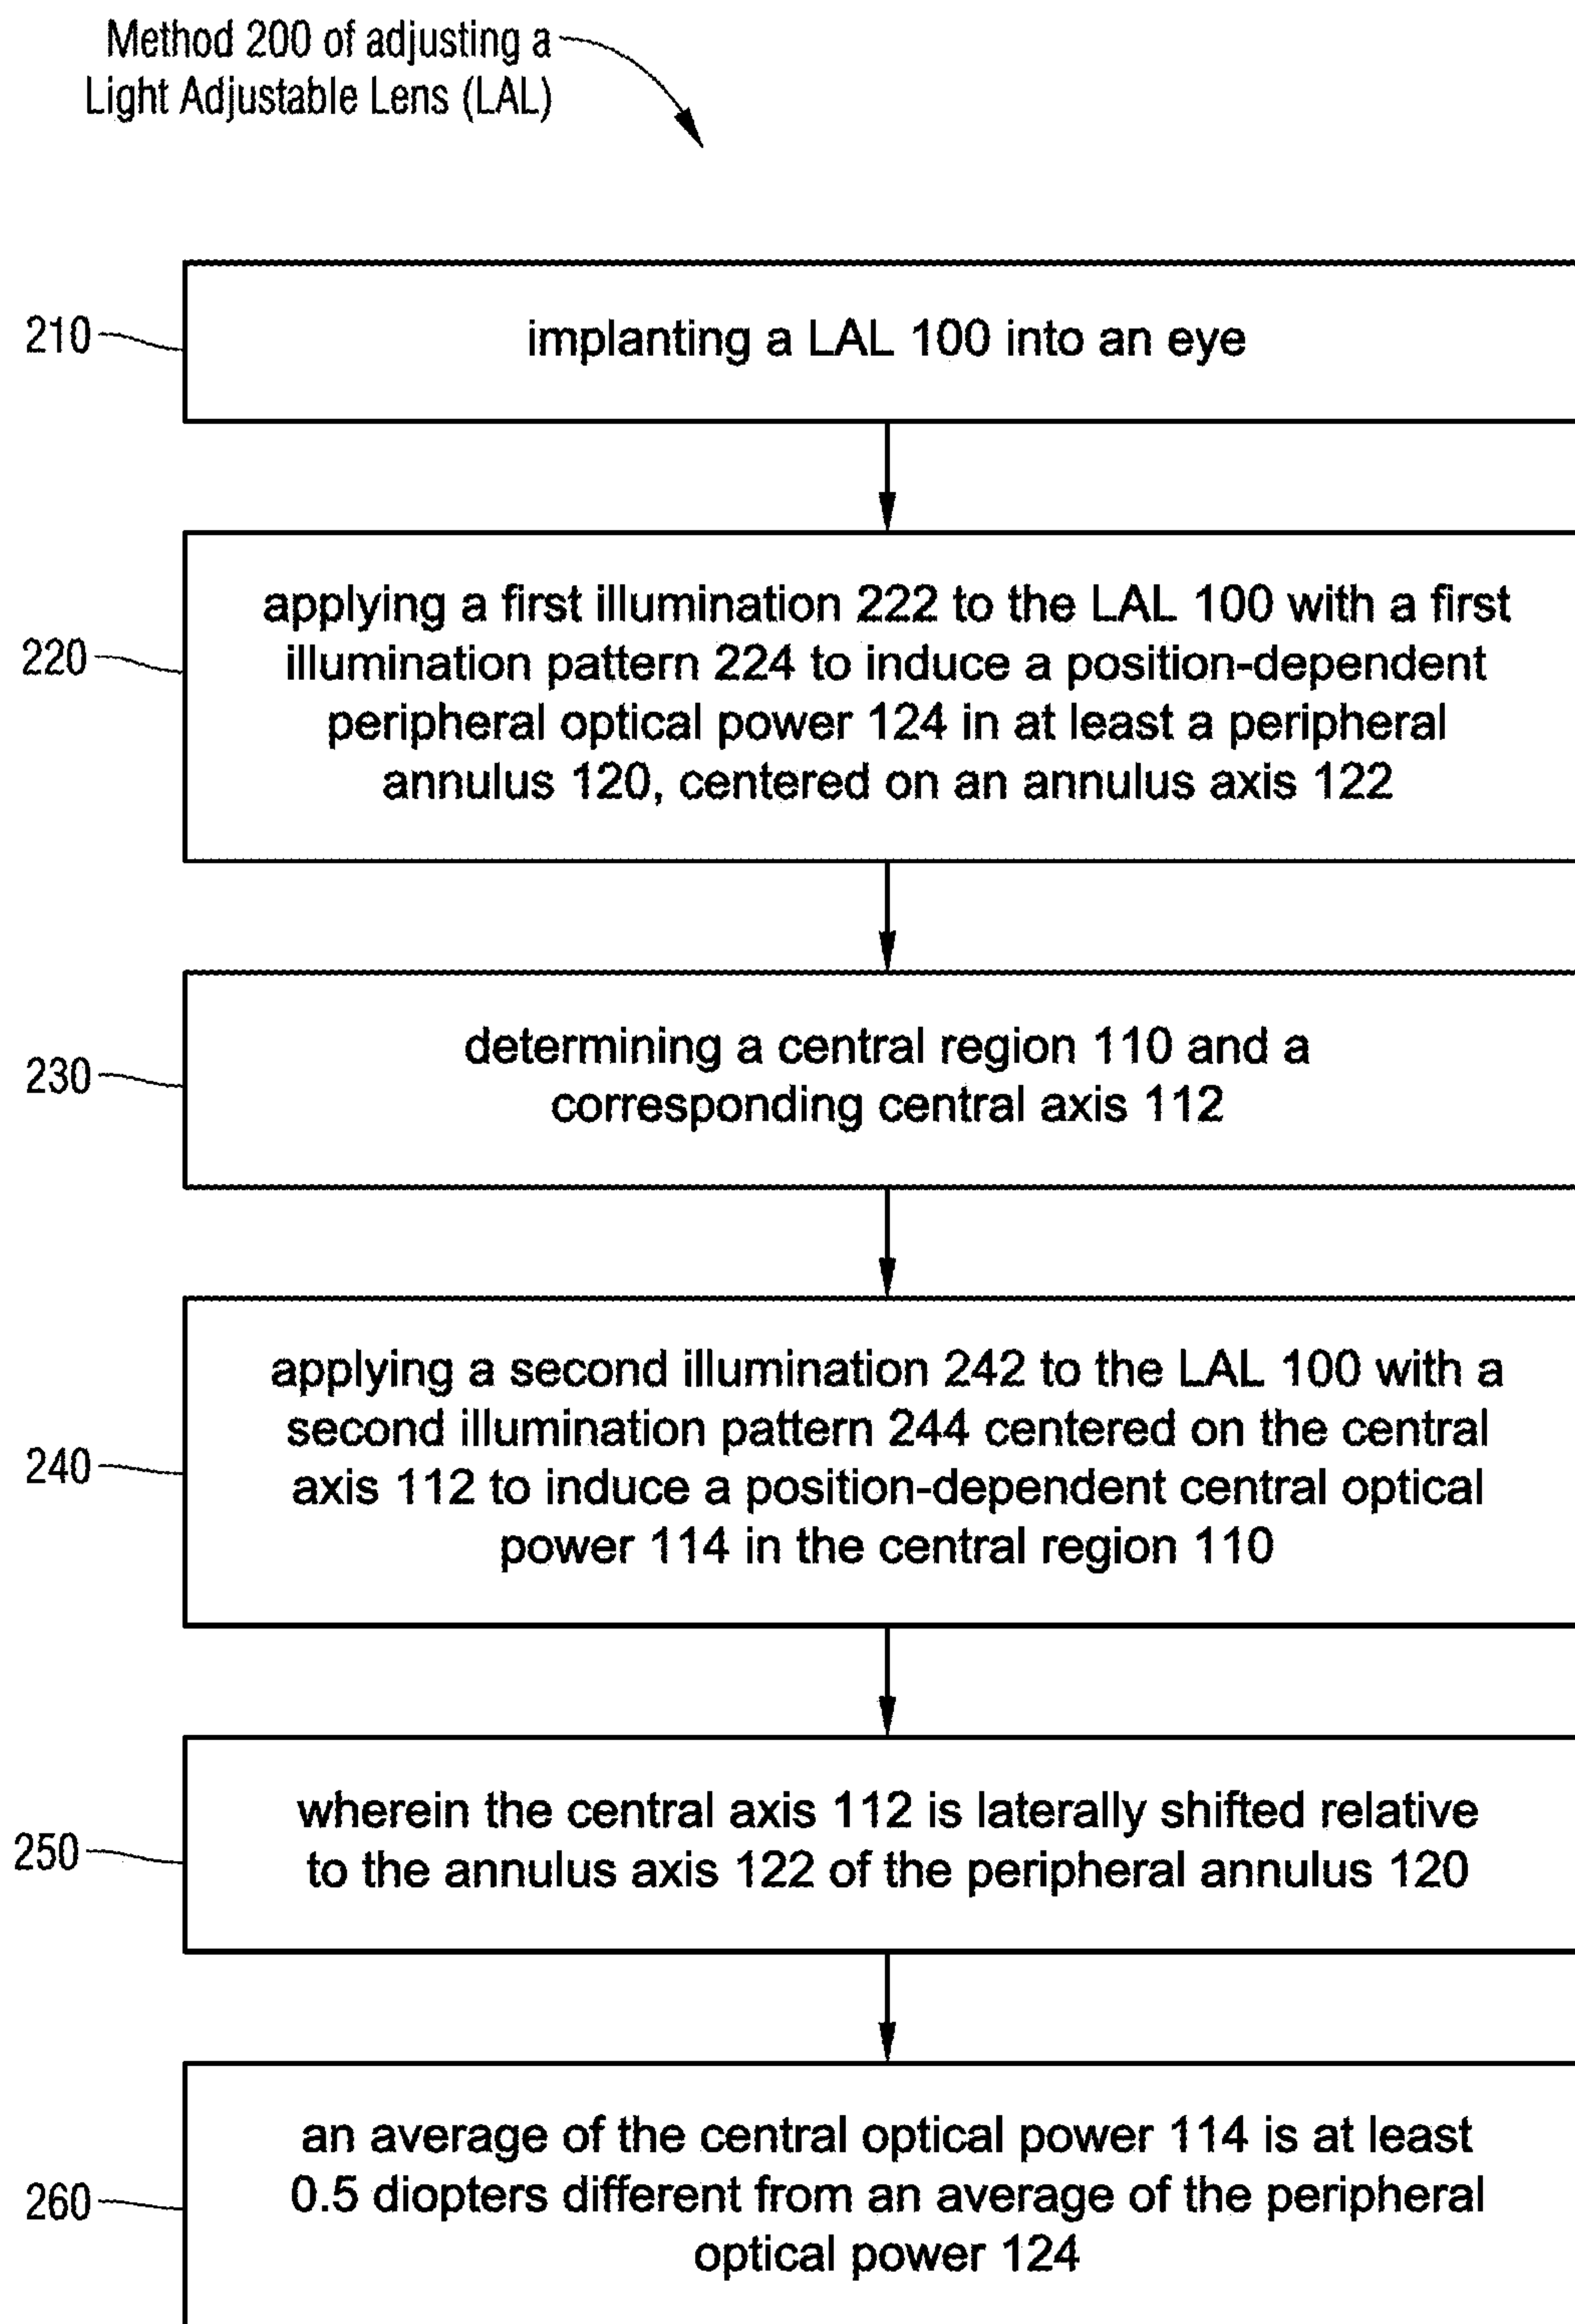 Method 200 of adjusting a
Light Adjustable Lens (LAL)
210
implanting a LAL 100 into an eye
220
applying a first illumination 222 to the LAL 100 with a first
illumination pattern 224 to induce a position-dependent
peripheral optical power 124 in at least a peripheral
annulus 120, centered on an annulus axis 122
230
determining a central region 110 and a
corresponding central axis 112
240
applying a second illumination 242 to the LAL 100 with a
second illumination pattern 244 centered on the central
axis 112 to induce a position-dependent central optical
power 114 in the central region 110
250
wherein the central axis 112 is laterally shifted relative
to the annulus axis 122 of the peripheral annulus 120
260
an average of the central optical power 114 is at least
0.5 diopters different from an average of the peripheral
optical power 124